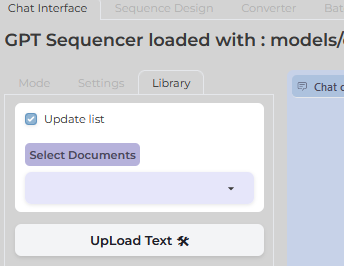 Chat Interface Sequence Design Converter
GPT Sequencer loaded with : models/
Mode Settings Library
Update list
Select Documents
UpLoad Text 🛠
Chat